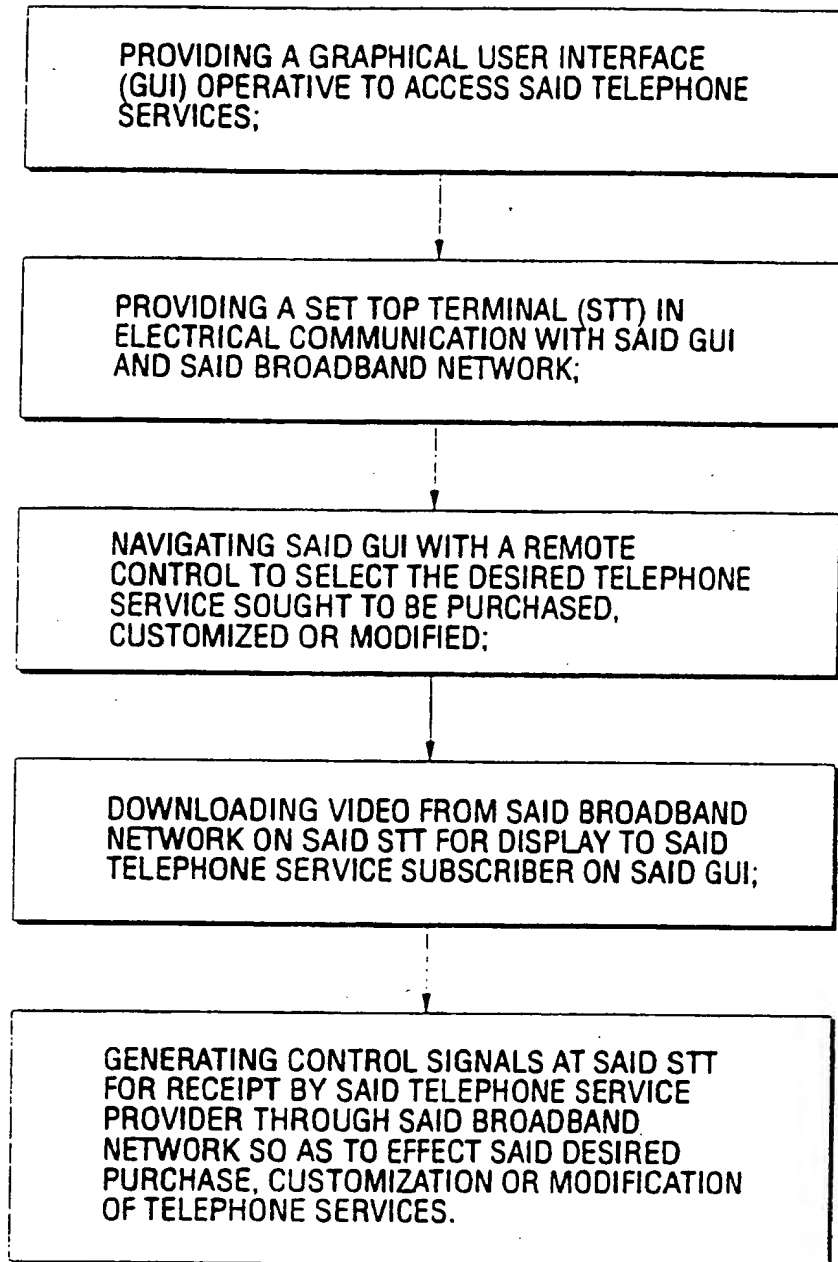 PROVIDING A GRAPHICAL USER INTERFACE
(GUI) OPERATIVE TO ACCESS SAID TELEPHONE
SERVICES;
PROVIDING A SET TOP TERMINAL (STT) IN
ELECTRICAL COMMUNICATION WITH SAID GUI
AND SAID BROADBAND NETWORK;
NAVIGATING SAID GUI WITH A REMOTE
CONTROL TO SELECT THE DESIRED TELEPHONE
SERVICE SOUGHT TO BE PURCHASED,
CUSTOMIZED OR MODIFIED;
DOWNLOADING VIDEO FROM SAID BROADBAND
NETWORK ON SAID STT FOR DISPLAY TO SAID
TELEPHONE SERVICE SUBSCRIBER ON SAID GUI;
GENERATING CONTROL SIGNALS AT SAID STT
FOR RECEIPT BY SAID TELEPHONE SERVICE
PROVIDER THROUGH SAID BROADBAND
NETWORK SO AS TO EFFECT SAID DESIRED
PURCHASE, CUSTOMIZATION OR MODIFICATION
OF TELEPHONE SERVICES.